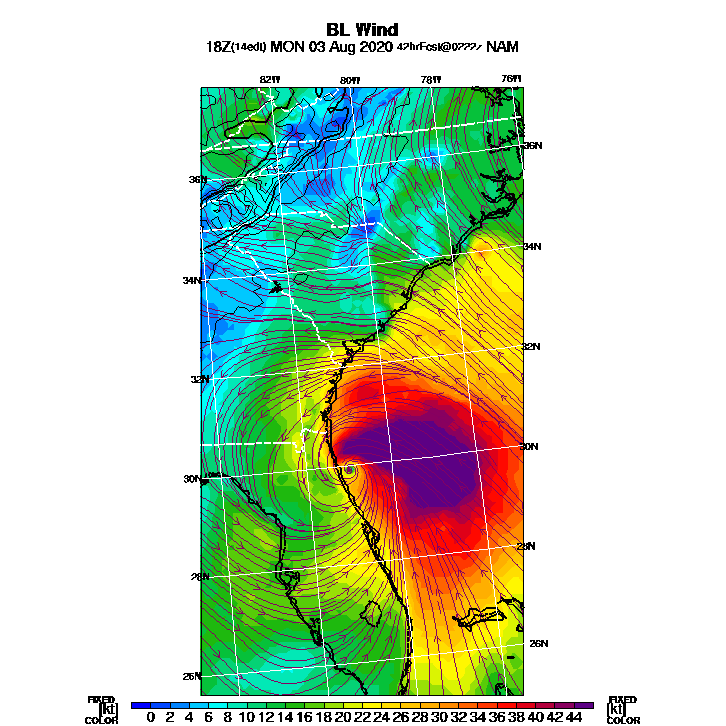 BL Wind
18Z(14edt) MON 03 Aug 2020 42hrFcst@0222z NAM
82W 80W 78W 76W
36N
36N
34N
34N
32N
32N
30N
30N
28N
28N
26N
26N
FIXED FIXED
[kt] 0 2 4 6 8 10 12 14 16 18 20 22 24 26 28 30 32 34 36 38 40 42 44 [kt]
COLOR COLOR